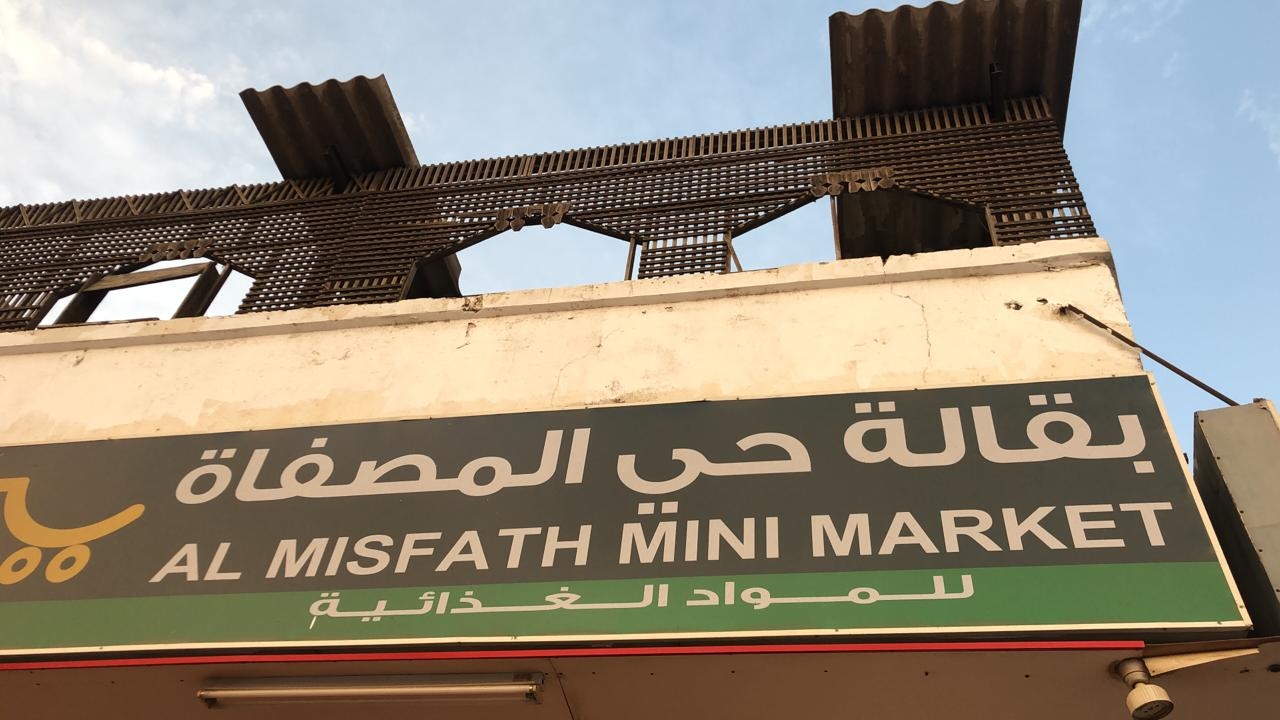 بقالة حي المصفاة
AL MISFATH MINI MARKET
للمواد الغذائية